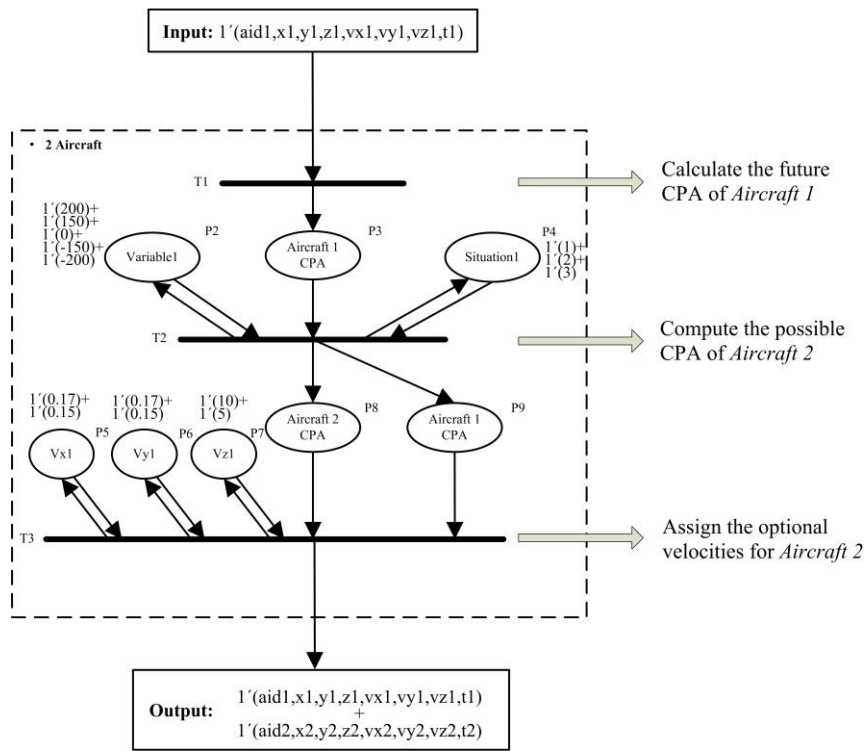 Input: 1´(aid1,x1,y1,z1,vx1,vy1,vz1,t1)
• 2 Aircraft
T1
Calculate the future
CPA of Aircraft 1
1´(200)+
1´(150)+
1´(0)+
1´(-150)+
1´(-200)
P2
Variable1
P3
Aircraft 1
CPA
P4
1´(1)+
1´(2)+
1´(3)
Situation1
T2
Compute the possible
CPA of Aircraft 2
1´(0.17)+
1´(0.15)
P5
Vx1
1´(0.17)+
1´(0.15)
P6
Vy1
1´(10)+
1´(5)
P7
Vz1
P8
Aircraft 2
CPA
P9
Aircraft 1
CPA
T3
Assign the optional
velocities for Aircraft 2
Output:
1´(aid1,x1,y1,z1,vx1,vy1,vz1,t1)
+
1´(aid2,x2,y2,z2,vx2,vy2,vz2,t2)